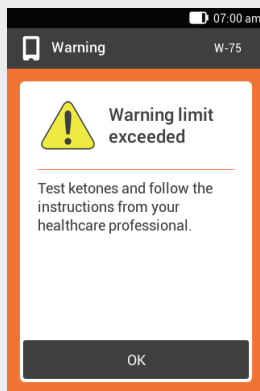 07:00 am
Warning W-75
Warning limit
exceeded
Test ketones and follow the
instructions from your
healthcare professional.
OK